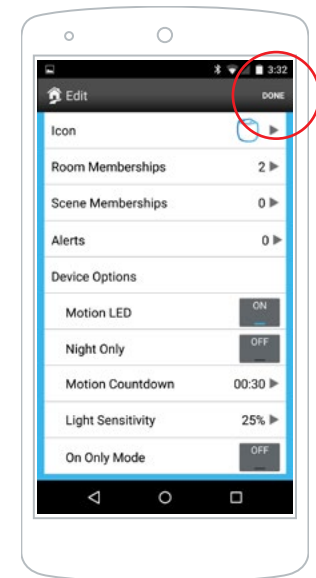 3:32
Edit DONE
Icon
Room Memberships 2
Scene Memberships 0
Alerts 0
Device Options
Motion LED ON
Night Only OFF
Motion Countdown 00:30
Light Sensitivity 25%
On Only Mode OFF